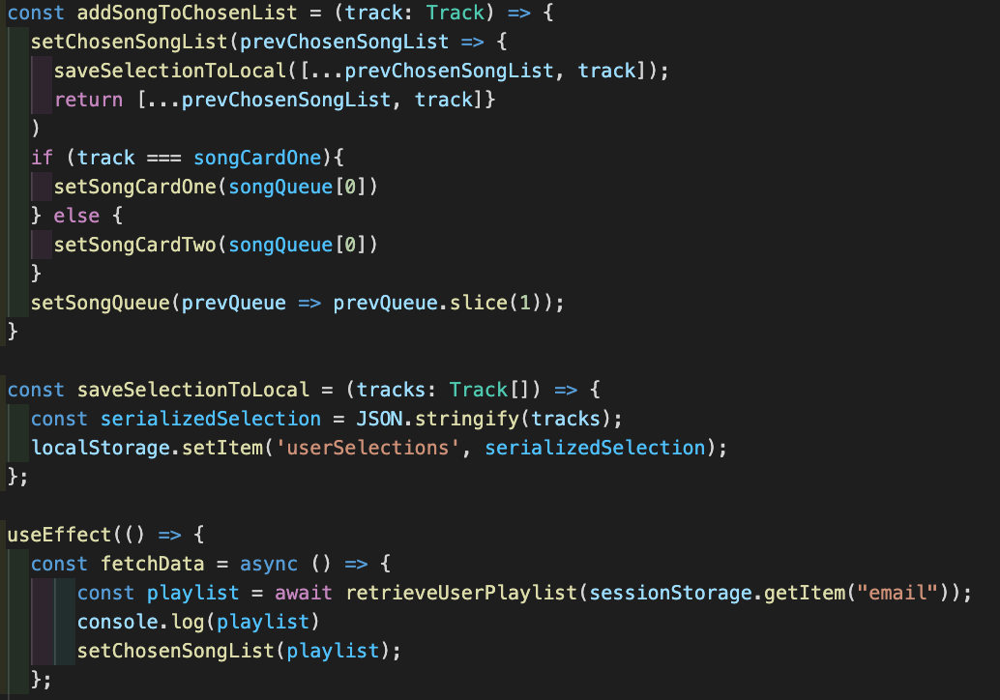 const addSongToChosenList = (track: Track) => {
  setChosenSongList(prevChosenSongList => {
    saveSelectionToLocal([...prevChosenSongList, track]);
    return [...prevChosenSongList, track]}
  )
  if (track === songCardOne){
    setSongCardOne(songQueue[0])
  } else {
    setSongCardTwo(songQueue[0])
  }
  setSongQueue(prevQueue => prevQueue.slice(1));
}

const saveSelectionToLocal = (tracks: Track[]) => {
  const serializedSelection = JSON.stringify(tracks);
  localStorage.setItem('userSelections', serializedSelection);
};

useEffect(() => {
  const fetchData = async () => {
      const playlist = await retrieveUserPlaylist(sessionStorage.getItem("email"));
      console.log(playlist)
      setChosenSongList(playlist);
  };